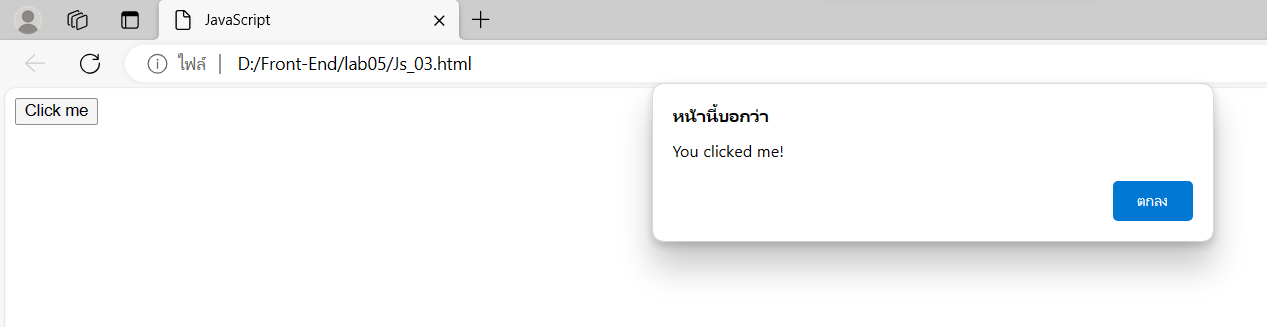 JavaScript
ไฟล์ D:/Front-End/lab05/Js_03.html
Click me
หน้านี้บอกว่า
You clicked me!
ตกลง